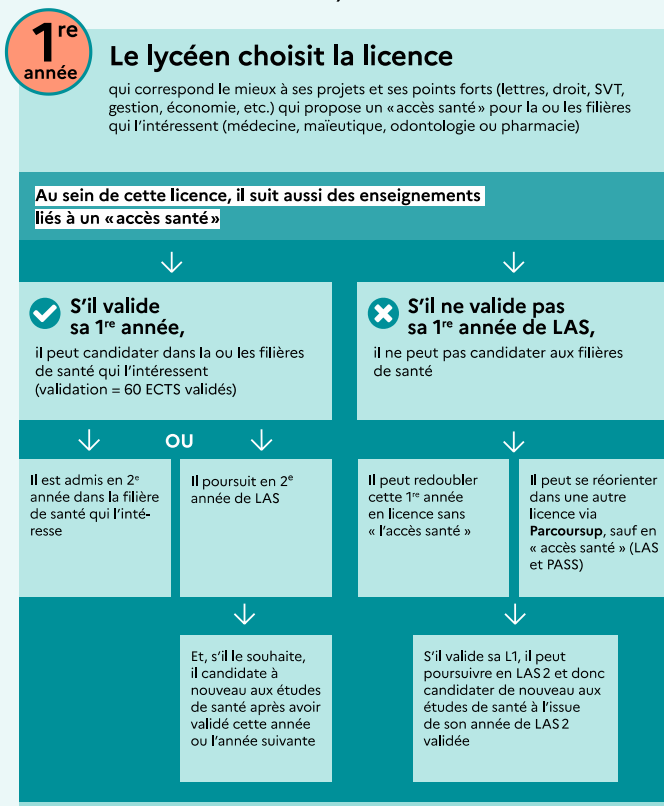 1re
année
Le lycéen choisit la licence
qui correspond le mieux à ses projets et ses points forts (lettres, droit, SVT,
gestion, économie, etc.) qui propose un «accès santé» pour la ou les filières
qui l'intéressent (médecine, maïeutique, odontologie ou pharmacie)
Au sein de cette licence, il suit aussi des enseignements
liés à un «accès santé»
S'il valide
sa 1re année,
il peut candidater dans la ou les filières
de santé qui l'intéressent
(validation = 60 ECTS validés)
S'il ne valide pas
sa 1re année de LAS,
il ne peut pas candidater aux filières
de santé
OU
Il est admis en 2e
année dans la filière
de santé qui l'inté-
resse
Il poursuit en 2e
année de LAS
Il peut redoubler
cette 1re année
en licence sans
« l'accès santé »
Il peut se réorienter
dans une autre
licence via
Parcoursup, sauf en
« accès santé » (LAS
et PASS)
Et, s'il le souhaite,
il candidate à
nouveau aux études
de santé après avoir
validé cette année
ou l'année suivante
S'il valide sa L1, il peut
poursuivre en LAS 2 et donc
candidater de nouveau aux
études de santé à l'issue
de son année de LAS 2
validée